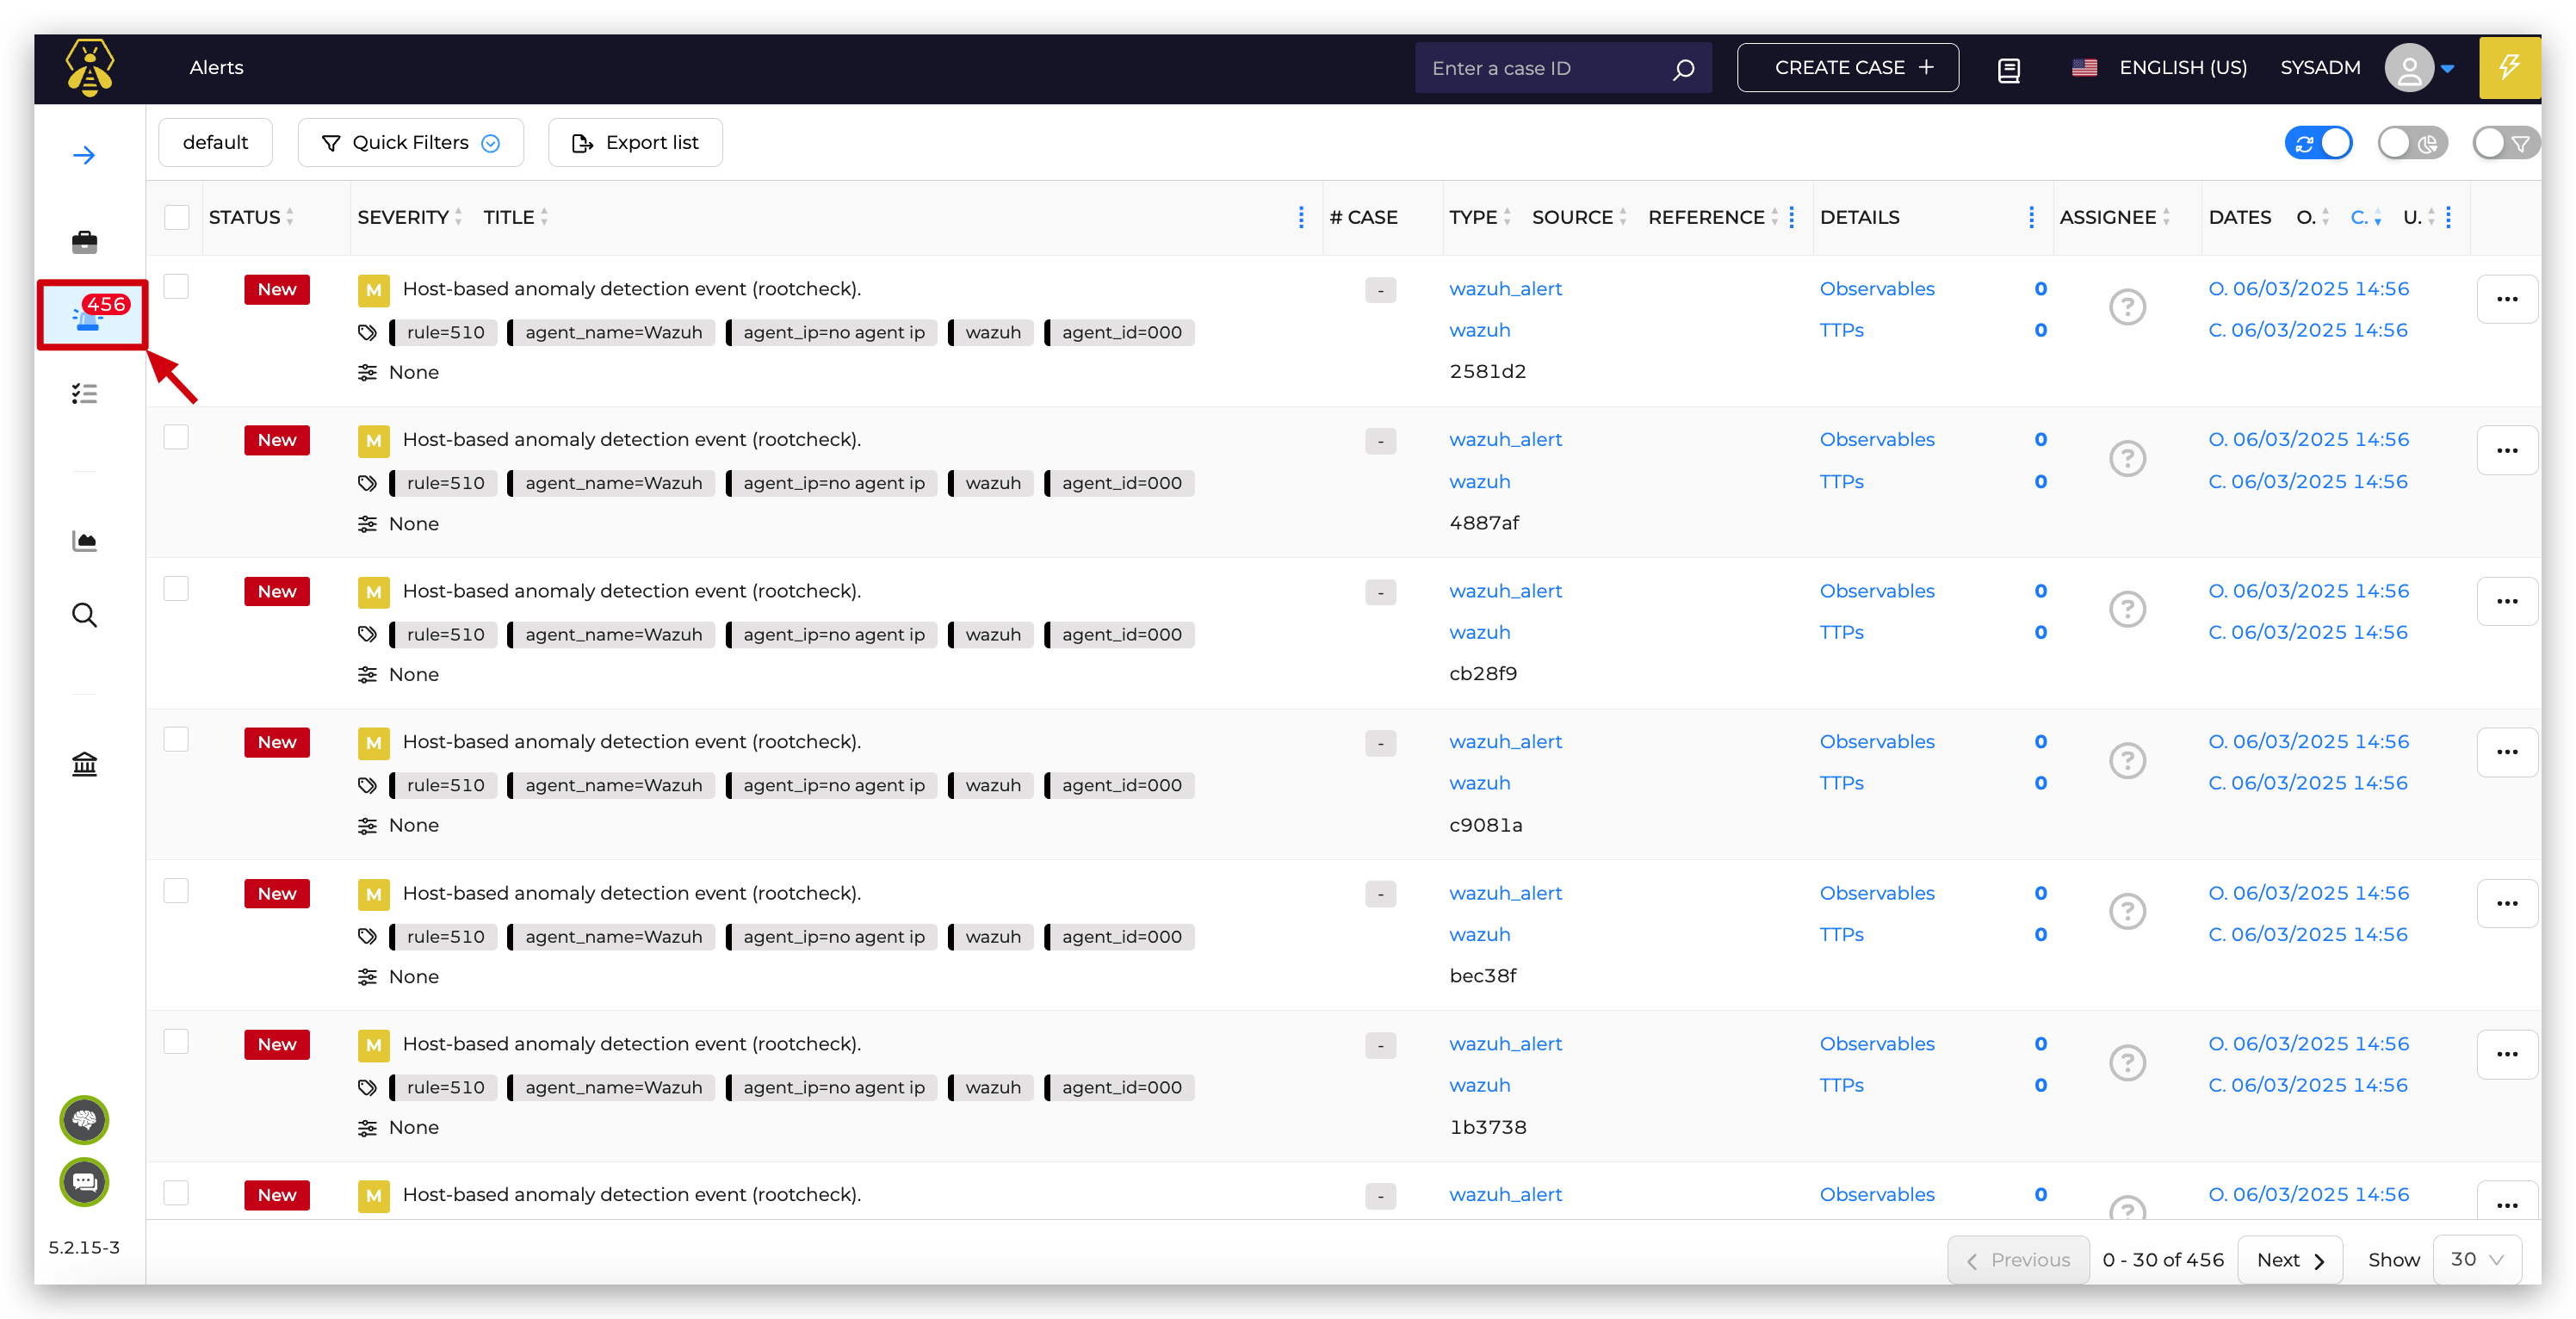 Alerts Enter a case ID CREATE CASE + ENGLISH (US) SYSADM
default Quick Filters Export list
STATUS SEVERITY TITLE # CASE TYPE SOURCE REFERENCE DETAILS ASSIGNEE DATES O. C. U.
456
New M Host-based anomaly detection event (rootcheck). - wazuh_alert Observables 0 ? O. 06/03/2025 14:56 ...
rule=510 agent_name=Wazuh agent_ip=no agent ip wazuh agent_id=000 wazuh TTPs 0 C. 06/03/2025 14:56
None 2581d2
New M Host-based anomaly detection event (rootcheck). - wazuh_alert Observables 0 ? O. 06/03/2025 14:56 ...
rule=510 agent_name=Wazuh agent_ip=no agent ip wazuh agent_id=000 wazuh TTPs 0 C. 06/03/2025 14:56
None 4887af
New M Host-based anomaly detection event (rootcheck). - wazuh_alert Observables 0 ? O. 06/03/2025 14:56 ...
rule=510 agent_name=Wazuh agent_ip=no agent ip wazuh agent_id=000 wazuh TTPs 0 C. 06/03/2025 14:56
None cb28f9
New M Host-based anomaly detection event (rootcheck). - wazuh_alert Observables 0 ? O. 06/03/2025 14:56 ...
rule=510 agent_name=Wazuh agent_ip=no agent ip wazuh agent_id=000 wazuh TTPs 0 C. 06/03/2025 14:56
None c9081a
New M Host-based anomaly detection event (rootcheck). - wazuh_alert Observables 0 ? O. 06/03/2025 14:56 ...
rule=510 agent_name=Wazuh agent_ip=no agent ip wazuh agent_id=000 wazuh TTPs 0 C. 06/03/2025 14:56
None bec38f
New M Host-based anomaly detection event (rootcheck). - wazuh_alert Observables 0 ? O. 06/03/2025 14:56 ...
rule=510 agent_name=Wazuh agent_ip=no agent ip wazuh agent_id=000 wazuh TTPs 0 C. 06/03/2025 14:56
None 1b3738
New M Host-based anomaly detection event (rootcheck). - wazuh_alert Observables 0 ? O. 06/03/2025 14:56 ...
5.2.15-3
< Previous 0 - 30 of 456 Next > Show 30